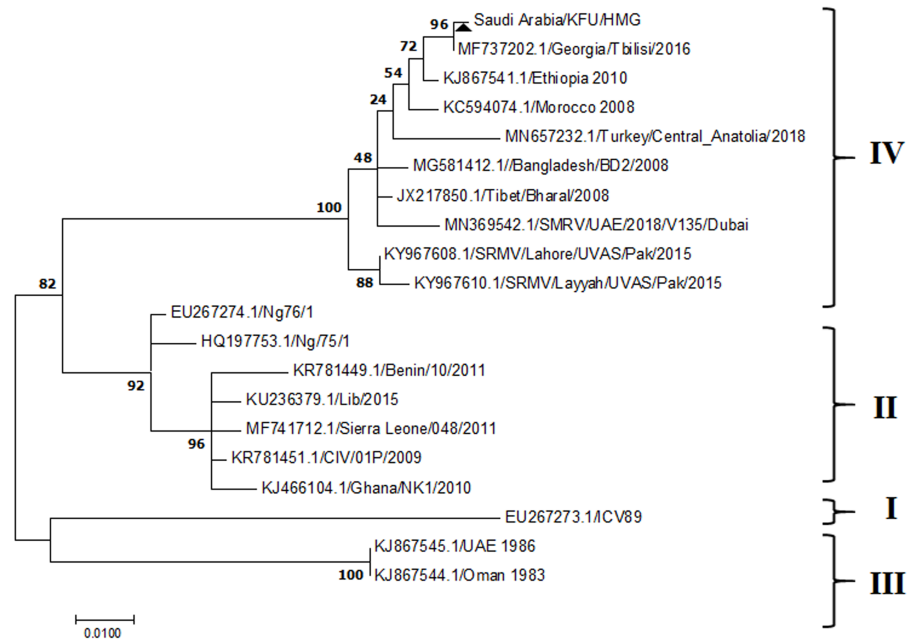 96
Saudi Arabia/KFU/HMG
72
MF737202.1/Georgia/Tbilisi/2016
54
KJ867541.1/Ethiopia 2010
24
KC594074.1/Morocco 2008
MN657232.1/Turkey/Central_Anatolia/2018
IV
48
MG581412.1//Bangladesh/BD2/2008
JX217850.1/Tibet/Bharal/2008
100
MN369542.1/SMRV/UAE/2018/V135/Dubai
KY967608.1/SRMV/Lahore/UVAS/Pak/2015
82
88
KY967610.1/SRMV/Layyah/UVAS/Pak/2015
EU267274.1/Ng76/1
HQ197753.1/Ng/75/1
92
KR781449.1/Benin/10/2011
KU236379.1/Lib/2015
II
MF741712.1/Sierra Leone/048/2011
96
KR781451.1/CIV/01P/2009
KJ466104.1/Ghana/NK1/2010
EU267273.1/ICV89
I
KJ867545.1/UAE 1986
100
KJ867544.1/Oman 1983
III
0.0100